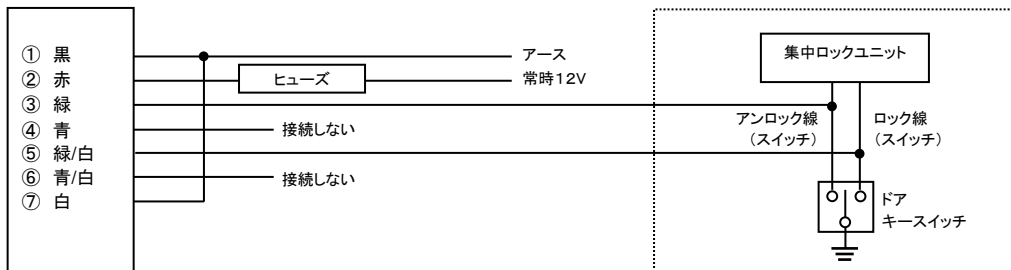 ① 黒
② 赤
③ 緑
④ 青
⑤ 緑/白
⑥ 青/白
⑦ 白
アース
ヒューズ
常時12V
接続しない
接続しない
集中ロックユニット
アンロック線
(スイッチ)
ロック線
(スイッチ)
ドア
キースイッチ